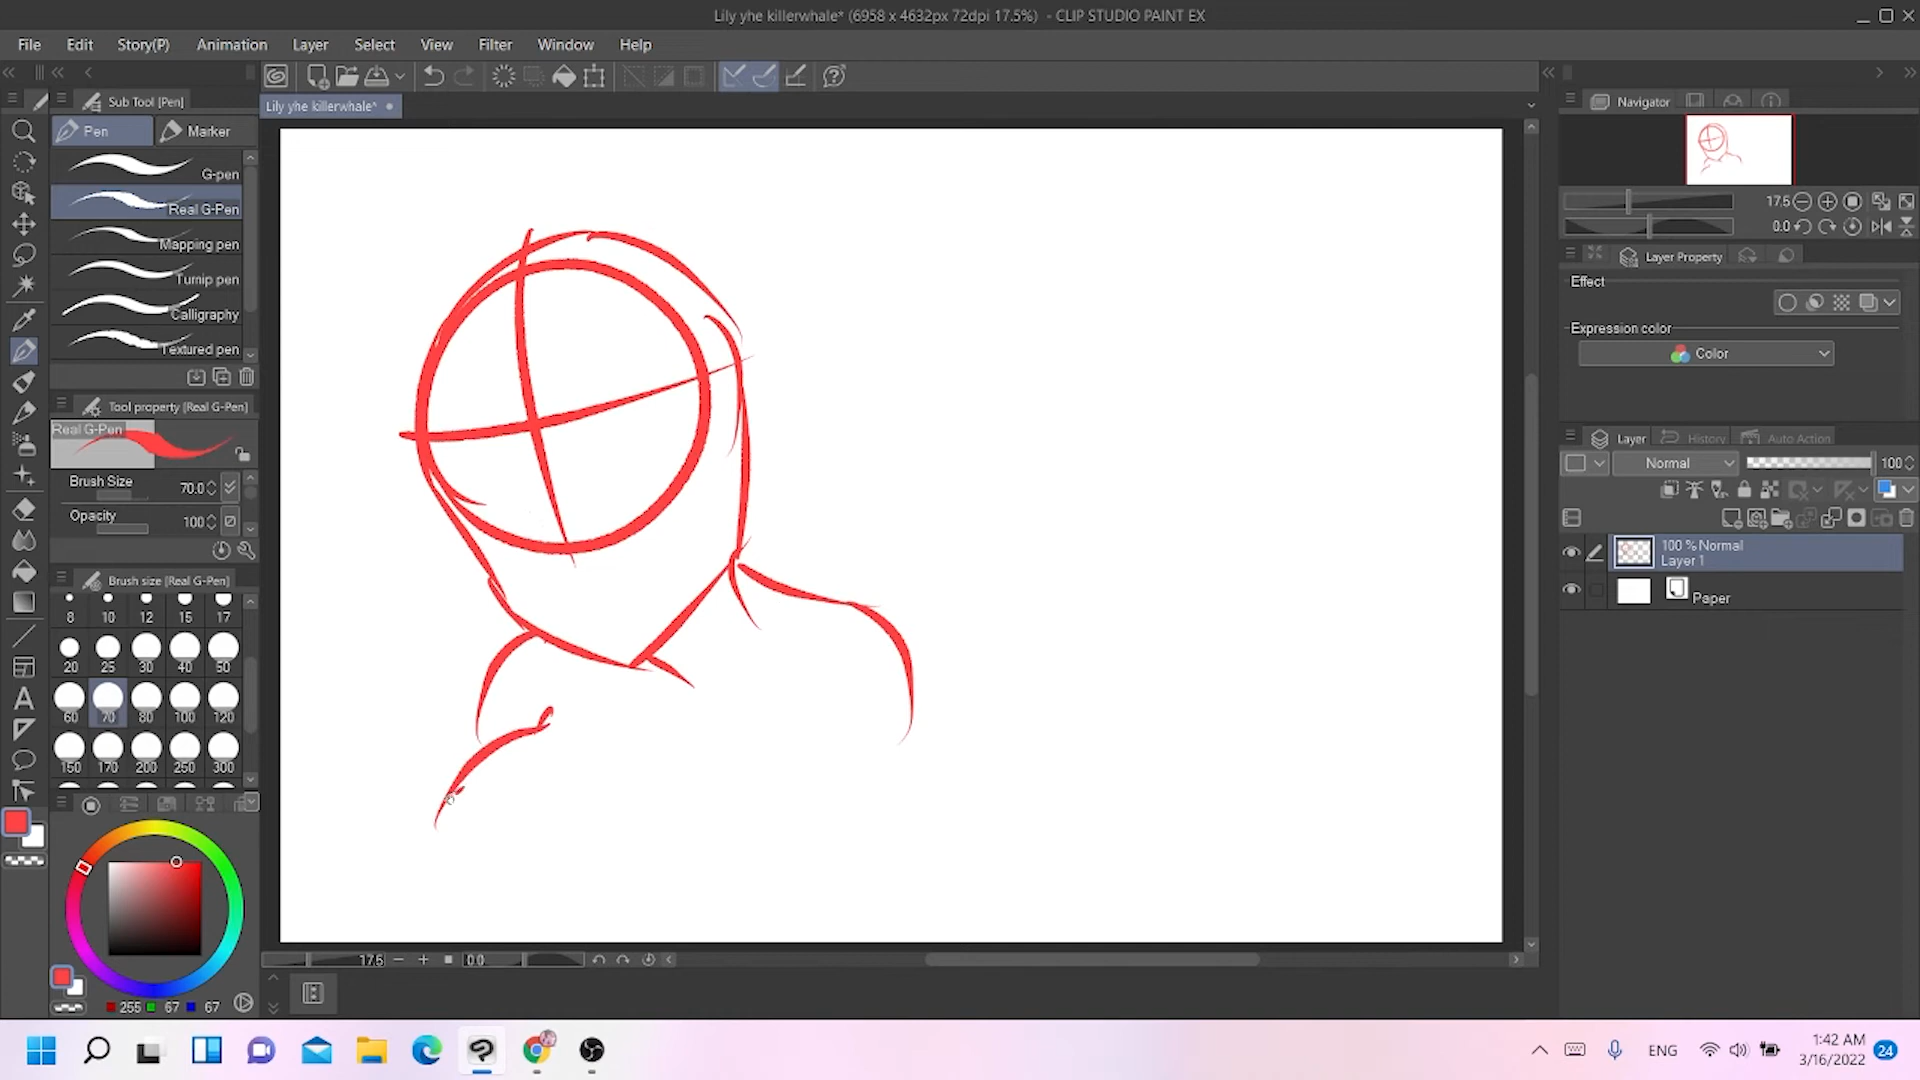 Lily yhe killerwhale* (6958 x 4632px 72dpi 17.5%) - CLIP STUDIO PAINT EX
File Edit Story(P) Animation Layer Select View Filter Window Help
Sub Tool [Pen]
Lily yhe killerwhale*
Pen Marker
G-pen
Real G-Pen
Mapping pen
Turnip pen
Calligraphy
Textured pen
Tool property [Real G-Pen]
Real G-Pen
Brush Size 70.0
Opacity 100
Brush size [Real G-Pen]
8 10 12 15 17
20 25 30 40 50
60 70 80 100 120
150 170 200 250 300
255 67 67
17.5 0.0
Navigator
17.5
0.0
Layer Property
Effect
Expression color
Color
Layer History Auto Action
Normal 100
100 % Normal
Layer 1
Paper
ENG
1:42 AM
3/16/2022
24